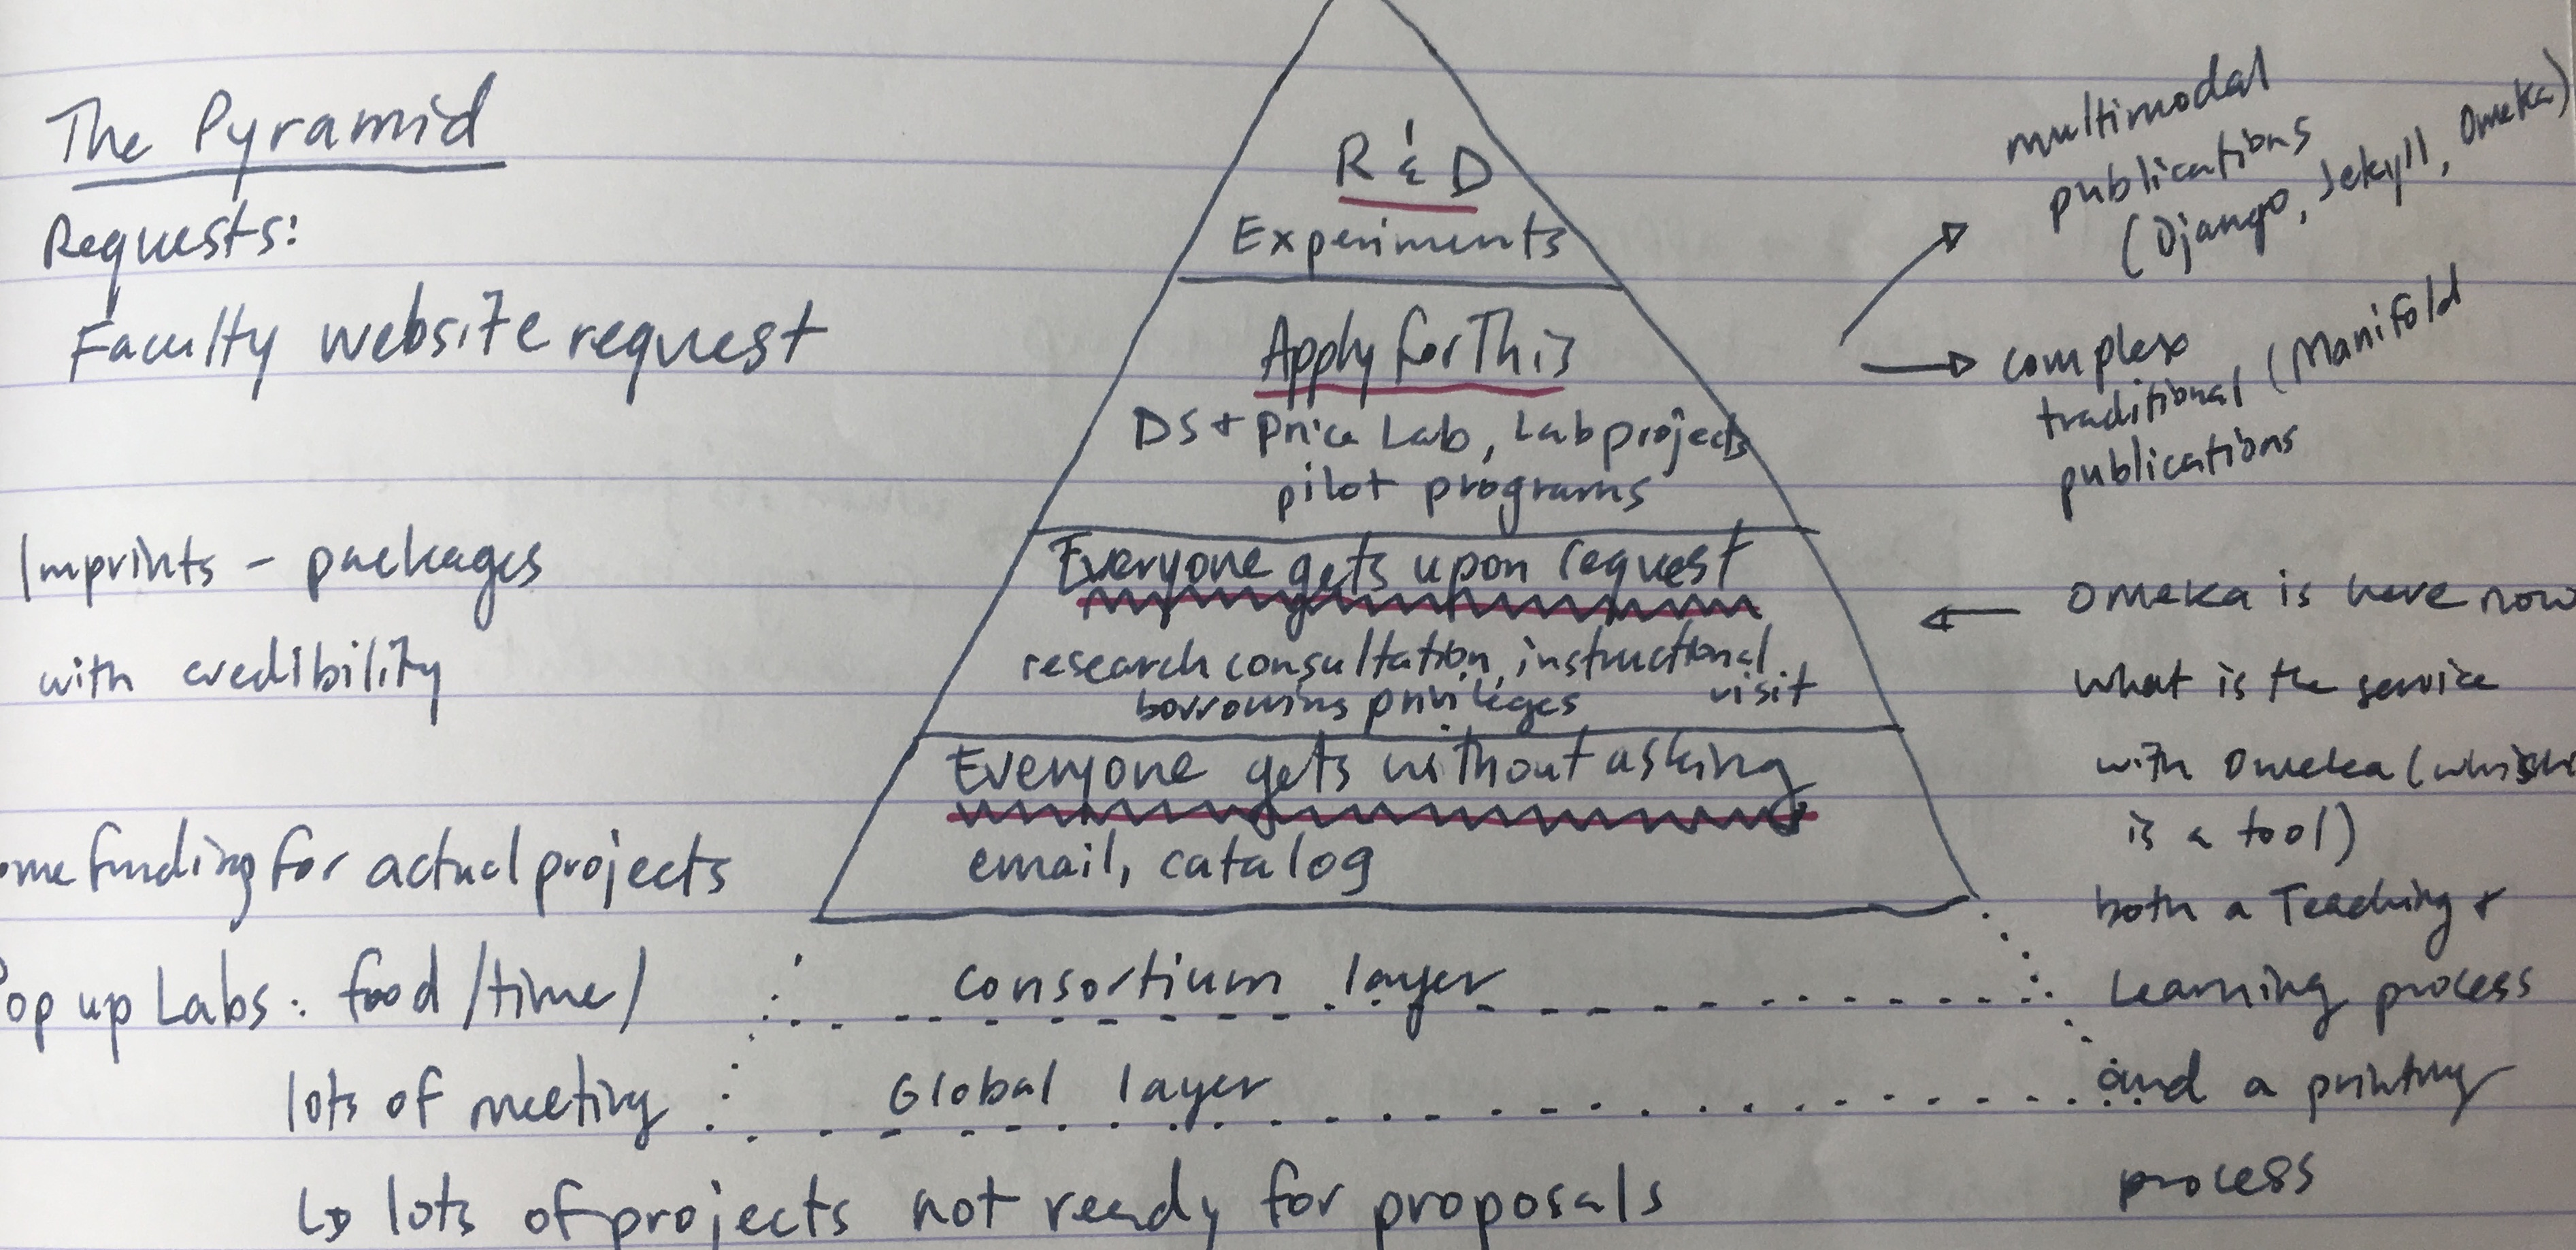 The Pyramid
Requests:
Faculty website request
Imprints - packages
with credibility
funding for actual projects
up Labs: food /time/
lots of meeting
↳ lots of projects not ready for proposals
R & D
Experiments
Apply for This
DS + Price Lab, Lab projects
pilot programs
Everyone gets upon request
research consultation, instructional
visit
borrowing privileges
Everyone gets without asking
email, catalog
consortium layer
Global layer
multimodal
publications
(Django, Jekyll, Omeka)
complex
traditional (Manifold
publications
← Omeka is here now
what is the service
with Omeka (which
is a tool)
both a Teaching +
Learning process
and a printing
process